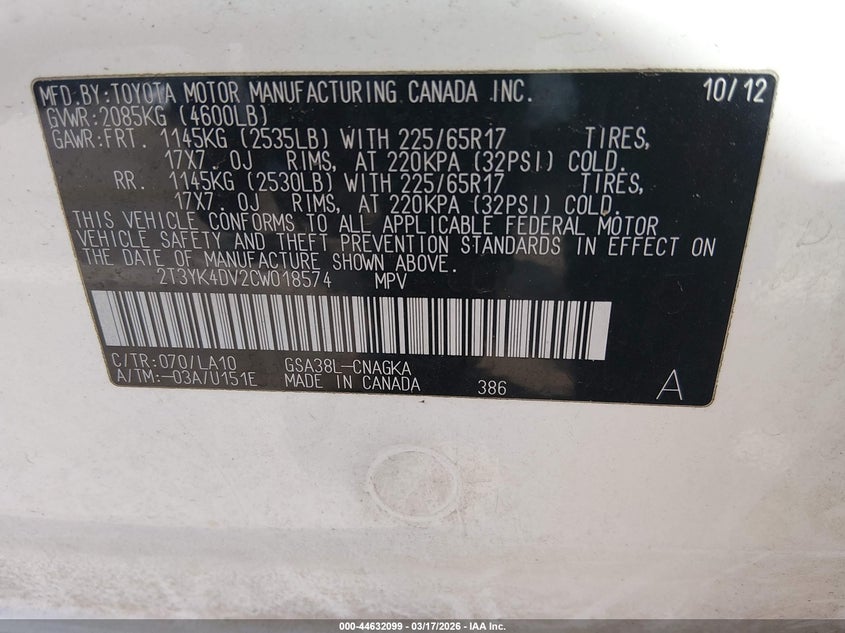 MFD.BY:TOYOTA MOTOR MANUFACTURING CANADA INC. 10/12
GVWR:2085KG (4600LB)
GAWR:FRT. 1145KG (2535LB) WITH 225/65R17 TIRES,
17X7. 0J RIMS, AT 220KPA (32PSI) COLD.
RR. 1145KG (2530LB) WITH 225/65R17 TIRES,
17X7. 0J RIMS, AT 220KPA (32PSI) COLD.
THIS VEHICLE CONFORMS TO ALL APPLICABLE FEDERAL MOTOR
VEHICLE SAFETY AND THEFT PREVENTION STANDARDS IN EFFECT ON
THE DATE OF MANUFACTURE SHOWN ABOVE.
2T3YK4DV2CW018574 MPV
C/TR:070/LA10 GSA38L-CNAGKA
A/TM:-03A/U151E MADE IN CANADA 386 A
000-44632099 - 03/17/2026 - IAA Inc.